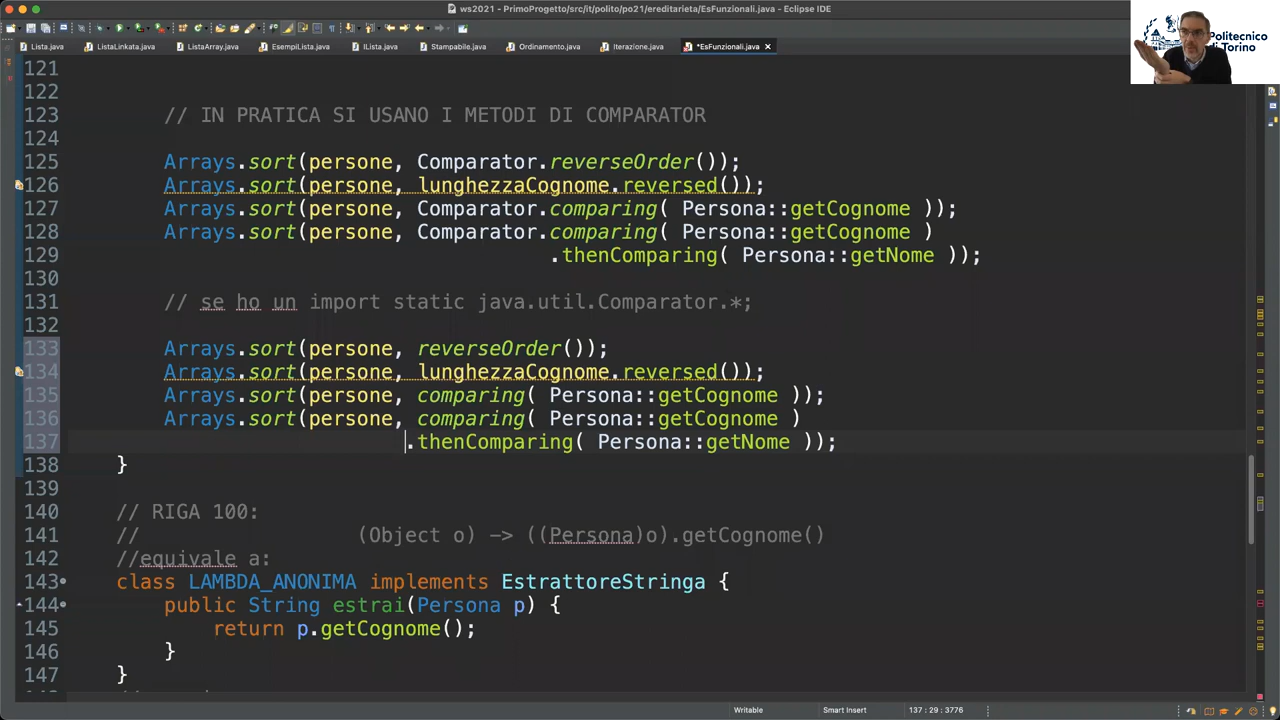 ws2021 - PrimoProgetto/src/it/polito/po21/ereditarieta/EsFunzionali.java - Eclipse IDE
Lista.java ListaLinkata.java ListaArray.java EsempiLista.java ILista.java Stampabile.java Ordinamento.java Iterazione.java *EsFunzionali.java
Politecnico
di Torino
121
122
123 // IN PRATICA SI USANO I METODI DI COMPARATOR
124
125 Arrays.sort(persone, Comparator.reverseOrder());
126 Arrays.sort(persone, lunghezzaCognome.reversed());
127 Arrays.sort(persone, Comparator.comparing( Persona::getCognome ));
128 Arrays.sort(persone, Comparator.comparing( Persona::getCognome )
129 .thenComparing( Persona::getNome ));
130
131 // se ho un import static java.util.Comparator.*;
132
133 Arrays.sort(persone, reverseOrder());
134 Arrays.sort(persone, lunghezzaCognome.reversed());
135 Arrays.sort(persone, comparing( Persona::getCognome ));
136 Arrays.sort(persone, comparing( Persona::getCognome )
137 .thenComparing( Persona::getNome ));
138 }
139
140 // RIGA 100:
141 // (Object o) -> ((Persona)o).getCognome()
142 //equivale a:
143 class LAMBDA_ANONIMA implements EstrattoreStringa {
144 public String estrai(Persona p) {
145 return p.getCognome();
146 }
147 }
Writable Smart Insert 137 : 29 : 3776